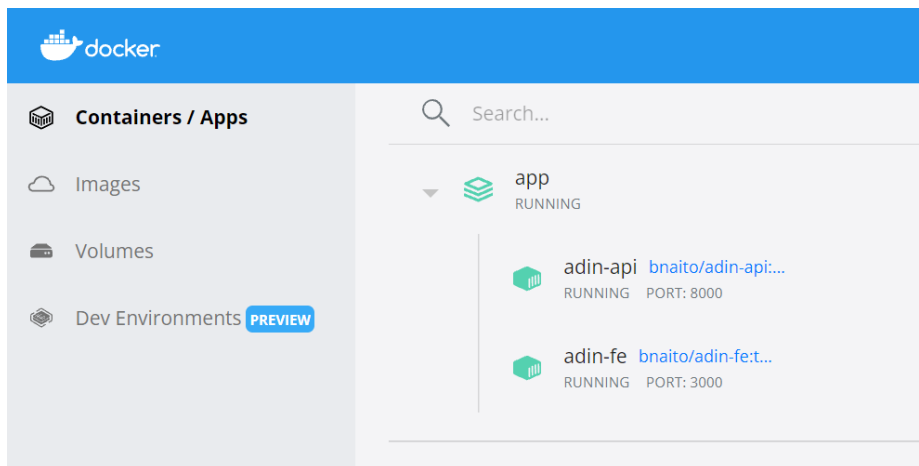 docker
Containers / Apps
Images
Volumes
Dev Environments PREVIEW
Search...
app
RUNNING
adin-api bnaito/adin-api:...
RUNNING PORT: 8000
adin-fe bnaito/adin-fe:t...
RUNNING PORT: 3000